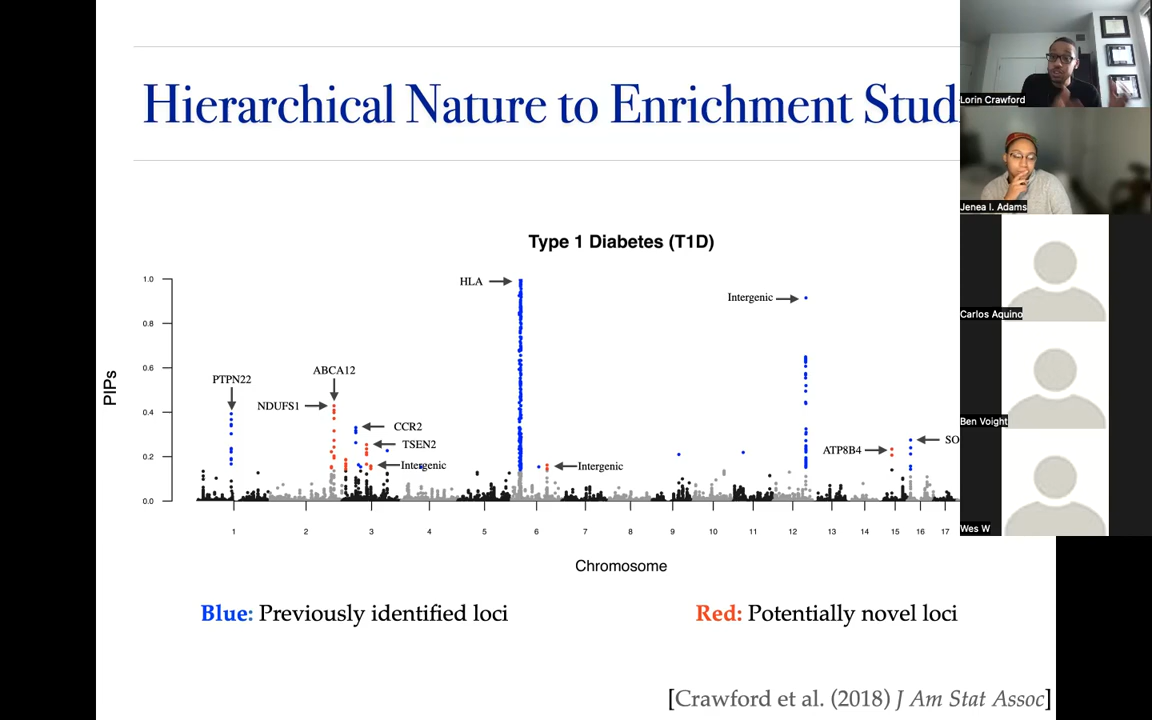 Hierarchical Nature to Enrichment Stud
Type 1 Diabetes (T1D)
PIPs
1.0
0.8
0.6
0.4
0.2
0.0
HLA
Intergenic
PTPN22
ABCA12
NDUFS1
CCR2
TSEN2
Intergenic
Intergenic
ATP8B4
SO
1 2 3 4 5 6 7 8 9 10 11 12 13 14 15 16 17
Chromosome
Blue: Previously identified loci
Red: Potentially novel loci
[Crawford et al. (2018) J Am Stat Assoc]
Lorin Crawford
Jenea I. Adams
Carlos Aquino
Ben Voight
Wes W